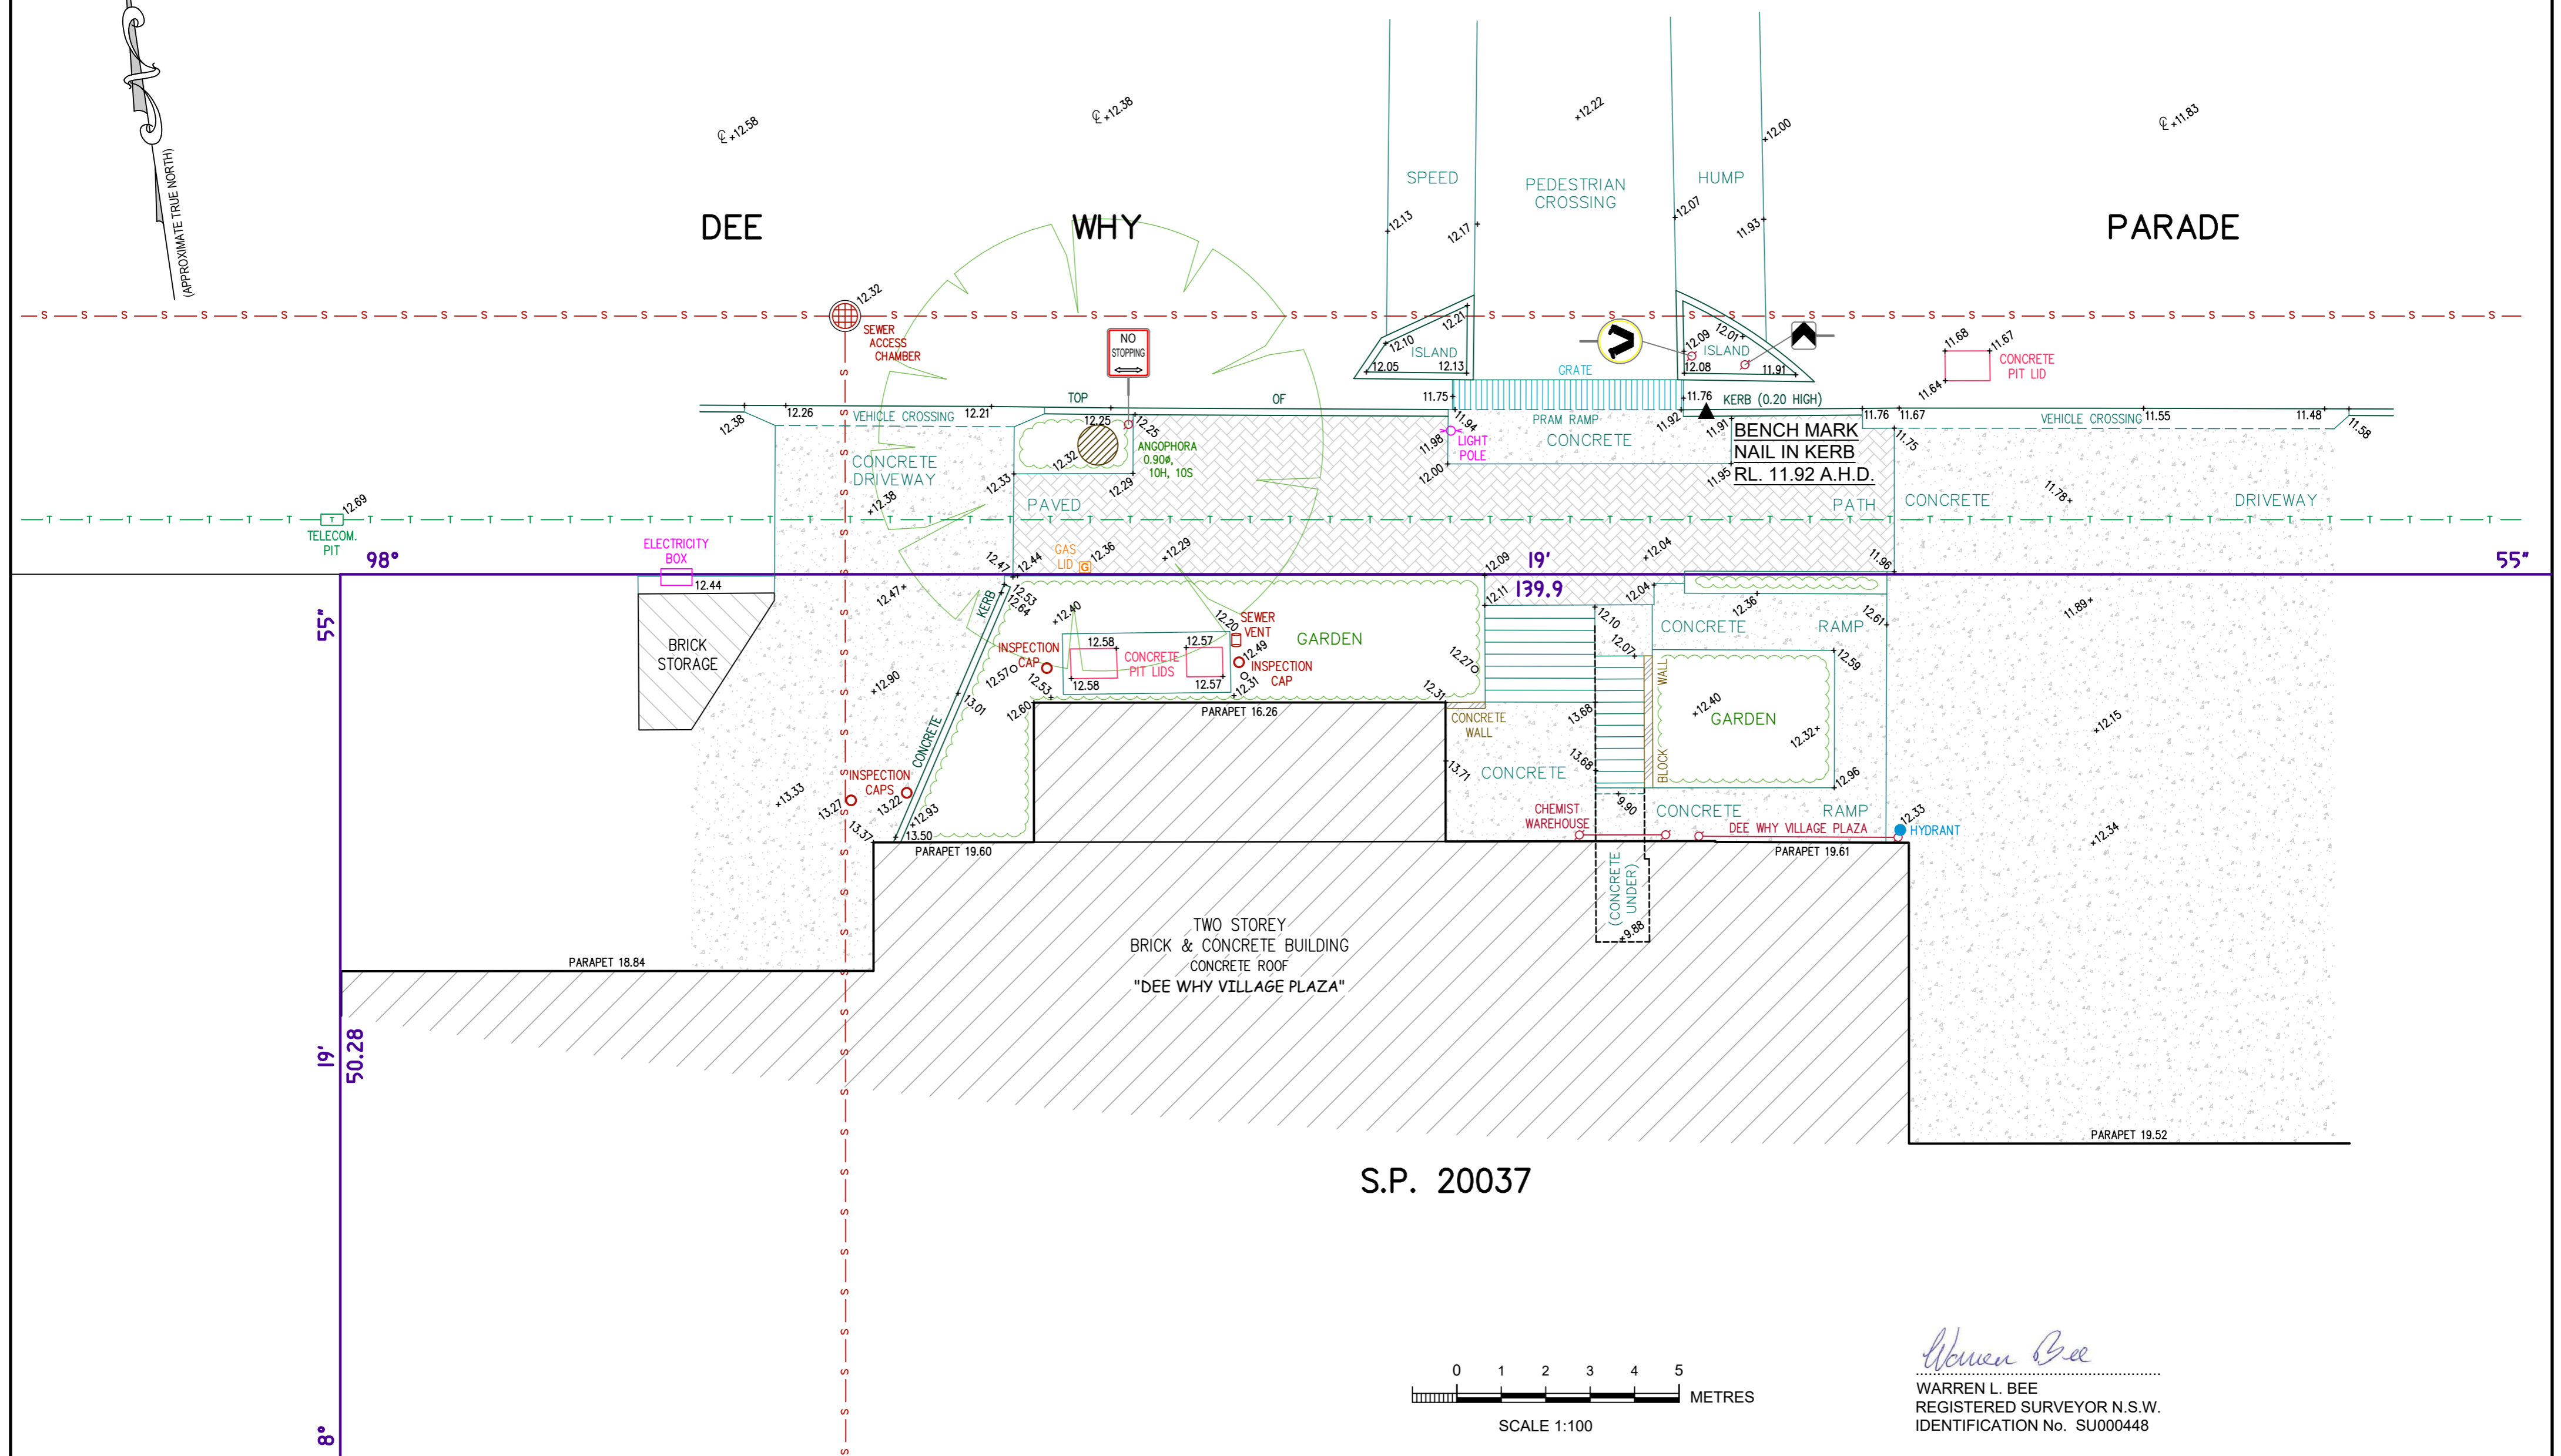 (APPROXIMATE TRUE NORTH)
℄ +12.58
℄ +12.38
+12.22
+12.00
℄ +11.83
SPEED
PEDESTRIAN
CROSSING
HUMP
DEE
WHY
PARADE
+12.13
12.17 +
+12.07
11.93+
12.32
SEWER
ACCESS
CHAMBER
NO
STOPPING
12.21
12.10
ISLAND
12.05
12.13
12.09
12.01+
ISLAND
12.08
11.91
11.68
11.67
11.64
CONCRETE
PIT LID
GRATE
11.75
11.76
KERB (0.20 HIGH)
TOP
OF
12.38
12.26
VEHICLE CROSSING
12.21
12.25
12.25
11.94
PRAM RAMP
11.92
11.91
11.76
11.67
VEHICLE CROSSING
11.55
11.48
11.58
ANGOPHORA
0.90ø,
10H, 10S
12.32
11.98
LIGHT
POLE
CONCRETE
BENCH MARK
NAIL IN KERB
RL. 11.92 A.H.D.
11.75
CONCRETE
DRIVEWAY
12.33
12.29
12.00
11.95
+12.38
PAVED
PATH
CONCRETE
11.78+
DRIVEWAY
12.69
T
TELECOM.
PIT
ELECTRICITY
BOX
12.44
98°
12.47
12.44
GAS
LID
G
12.36
+12.29
12.09
19'
139.9
+12.04
11.96
55"
55"
BRICK
STORAGE
12.47+
KERB
12.53
12.64
+12.40
12.20
SEWER
VENT
GARDEN
12.11
12.04
12.10
12.07
12.36
CONCRETE
RAMP
12.61
11.89+
INSPECTION
CAP
12.58
12.57
CONCRETE
PIT LIDS
12.58
12.57
12.49
INSPECTION
CAP
12.31
12.57
12.53
12.60
12.27
12.31
WALL
12.59
+12.90
13.01
CONCRETE
PARAPET 16.26
CONCRETE
WALL
13.68
+12.40
GARDEN
12.32+
+12.15
13.68
BLOCK
12.96
INSPECTION
CAPS
+13.33
13.27
13.22
+12.93
13.37
13.50
13.71
CONCRETE
+9.90
CONCRETE
RAMP
CHEMIST
WAREHOUSE
DEE WHY VILLAGE PLAZA
12.33
HYDRANT
+12.34
PARAPET 19.60
PARAPET 19.61
(CONCRETE
UNDER)
+9.88
TWO STOREY
BRICK & CONCRETE BUILDING
CONCRETE ROOF
"DEE WHY VILLAGE PLAZA"
PARAPET 18.84
19'
50.28
PARAPET 19.52
S.P. 20037
8°
0 1 2 3 4 5
METRES
SCALE 1:100
Warren Bee
WARREN L. BEE
REGISTERED SURVEYOR N.S.W.
IDENTIFICATION No. SU000448